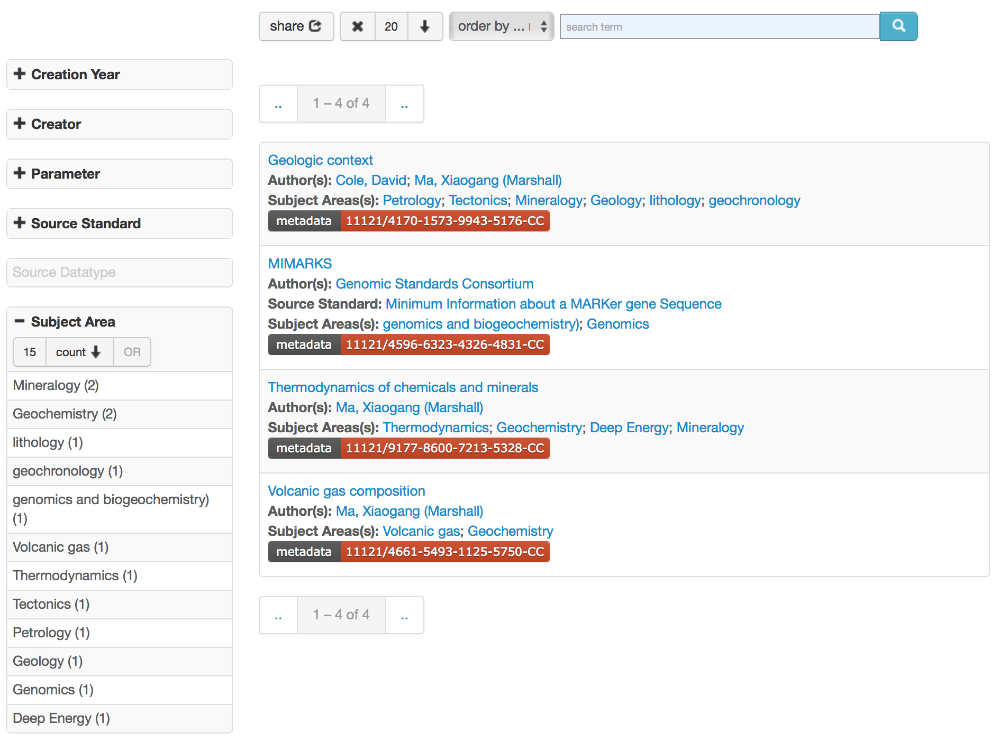 share
20
order by ...
search term
Creation Year
Creator
Parameter
Source Standard
Source Datatype
Subject Area
15
count
OR
Mineralogy (2)
Geochemistry (2)
lithology (1)
geochronology (1)
genomics and biogeochemistry)
(1)
Volcanic gas (1)
Thermodynamics (1)
Tectonics (1)
Petrology (1)
Geology (1)
Genomics (1)
Deep Energy (1)
..
1 – 4 of 4
..
Geologic context
Author(s): Cole, David; Ma, Xiaogang (Marshall)
Subject Areas(s): Petrology; Tectonics; Mineralogy; Geology; lithology; geochronology
metadata 11121/4170-1573-9943-5176-CC
MIMARKS
Author(s): Genomic Standards Consortium
Source Standard: Minimum Information about a MARKer gene Sequence
Subject Areas(s): genomics and biogeochemistry); Genomics
metadata 11121/4596-6323-4326-4831-CC
Thermodynamics of chemicals and minerals
Author(s): Ma, Xiaogang (Marshall)
Subject Areas(s): Thermodynamics; Geochemistry; Deep Energy; Mineralogy
metadata 11121/9177-8600-7213-5328-CC
Volcanic gas composition
Author(s): Ma, Xiaogang (Marshall)
Subject Areas(s): Volcanic gas; Geochemistry
metadata 11121/4661-5493-1125-5750-CC
..
1 – 4 of 4
..